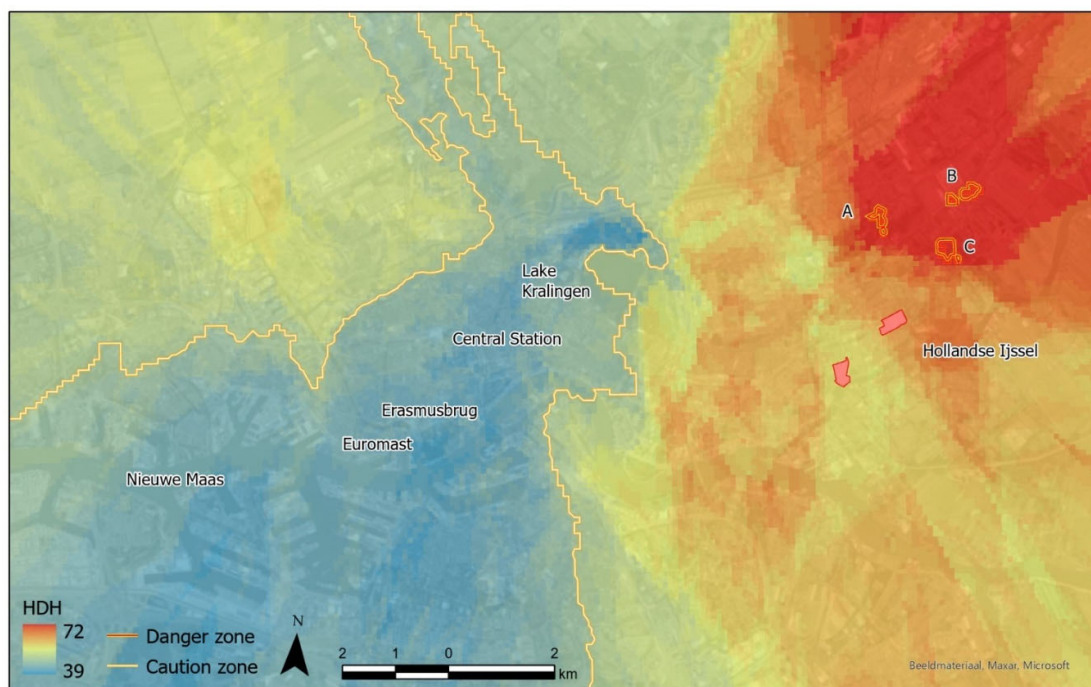 B
A
C
Lake
Kralingen
Central Station
Hollandse Ijssel
Erasmusbrug
Euromast
Nieuwe Maas
HDH
72
39
Danger zone
Caution zone
N
2 1 0 2
km
Beeldmateriaal, Maxar, Microsoft